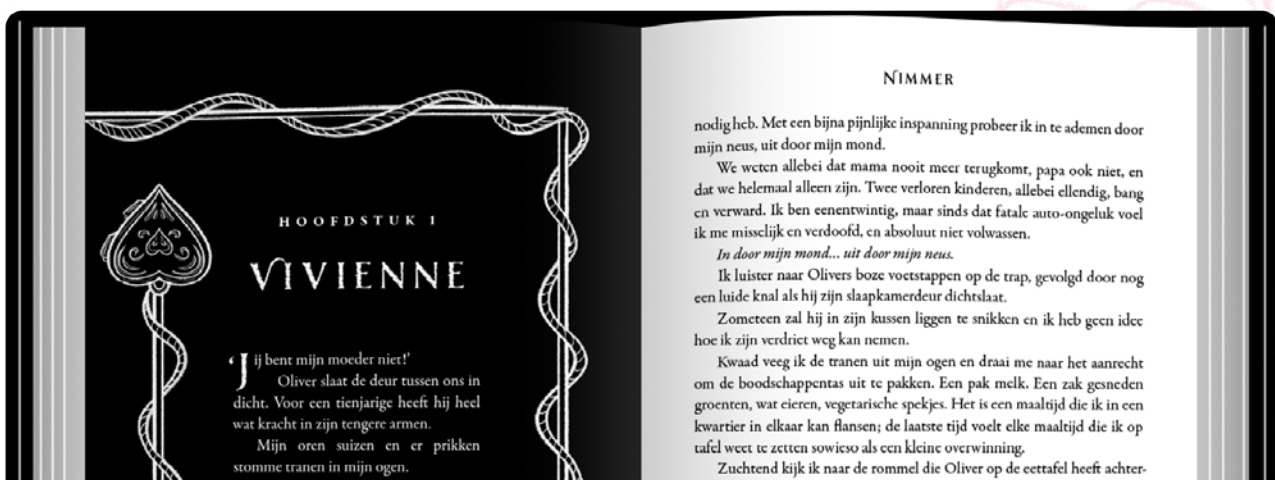 HOOFDSTUK 1
VIVIENNE
‘Jij bent mijn moeder niet!’
Oliver slaat de deur tussen ons in
dicht. Voor een tienjarige heeft hij heel
wat kracht in zijn tengere armen.
Mijn oren suizen en er prikken
stomme tranen in mijn ogen.
NIMMER
nodig heb. Met een bijna pijnlijke inspanning probeer ik in te ademen door
mijn neus, uit door mijn mond.
We weten allebei dat mama nooit meer terugkomt, papa ook niet, en
dat we helemaal alleen zijn. Twee verloren kinderen, allebei ellendig, bang
en verward. Ik ben eenentwintig, maar sinds dat fatale auto-ongeluk voel
ik me misselijk en verdoofd, en absoluut niet volwassen.
In door mijn mond... uit door mijn neus.
Ik luister naar Olivers boze voetstappen op de trap, gevolgd door nog
een luide knal als hij zijn slaapkamerdeur dichtslaat.
Zometeen zal hij in zijn kussen liggen te snikken en ik heb geen idee
hoe ik zijn verdriet weg kan nemen.
Kwaad veeg ik de tranen uit mijn ogen en draai me naar het aanrecht
om de boodschappentas uit te pakken. Een pak melk. Een zak gesneden
groenten, wat eieren, vegetarische spekjes. Het is een maaltijd die ik in een
kwartier in elkaar kan flansen; de laatste tijd voelt elke maaltijd die ik op
tafel weet te zetten sowieso als een kleine overwinning.
Zuchtend kijk ik naar de rommel die Oliver op de eettafel heeft achter-